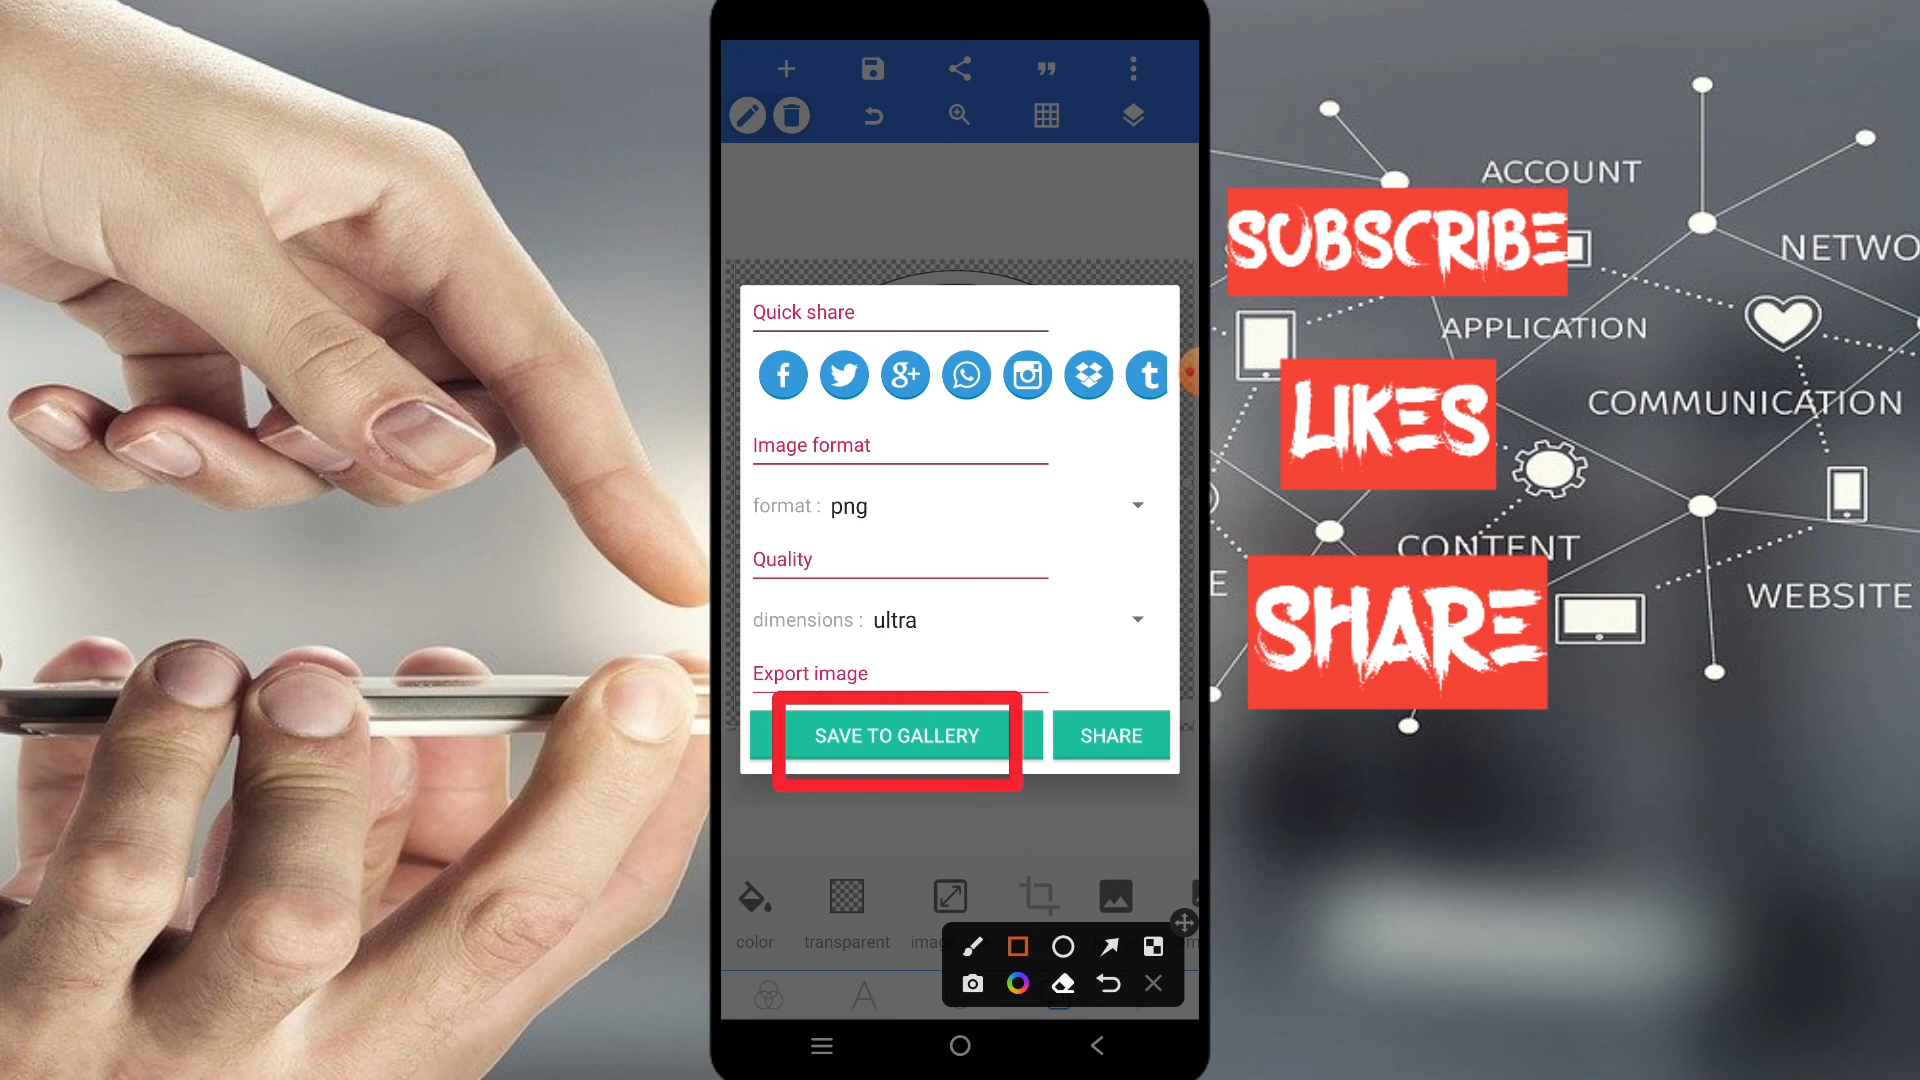 Quick share
Image format
format : png
Quality
dimensions : ultra
Export image
SAVE TO GALLERY
SHARE
color
transparent
ACCOUNT
SUBSCRIBE
NETWO
APPLICATION
LIKES
COMMUNICATION
CONTENT
SHARE
WEBSITE
E